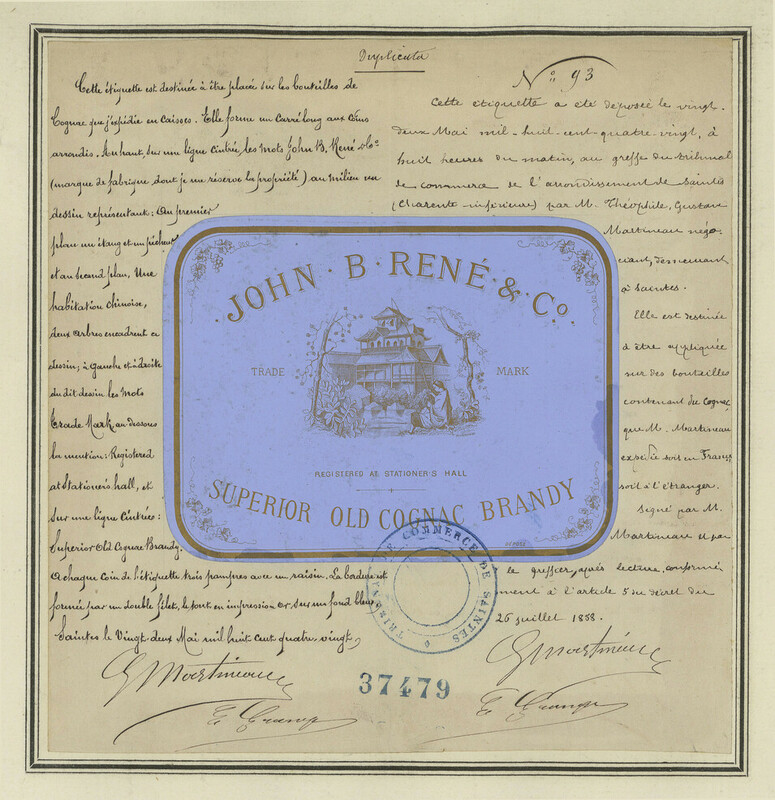 Duplicata
Cette étiquette est destinée à être placée sur les bouteilles de
Cognac que j'expédie en caisses. Elle forme un carré long aux coins
arrondis. Au haut, sur une ligne cintrée, les mots John B. René & Co
(marque de fabrique dont je me réserve la propriété) au milieu un
dessin représentant: Au premier
plan un étang et un pécheur
et au second plan, Une
habitation chinoise,
deux arbres encadrent ce
dessin; à Gauche et à droite
du dit dessin les mots
Trade Mark, au dessous
la mention: Registered
at Stationer's hall, et
Sur une ligne Cintrée:
Superior Old Cognac Brandy;
a chaque coin de l'étiquette trois pampres avec un raisin. La bordure est
formée par un double filet, le tout en impression or sur un fond bleu.
Saintes le Vingt deux Mai mil huit cent quatre vingt,
G Martineau
No 93
Cette étiquette a été déposée le vingt-
deux Mai mil-huit-cent-quatre-vingt, à
huit heures du matin, au greffe du tribunal
de commerce de l'arrondissement de Saintes
(Charente-inférieure) par M. Théophile, Gustave
Martineau négo-
ciant, demeurant
à Saintes.
Elle est destinée
à être appliquée
sur des bouteilles
contenant du Cognac
que M. Martineau
expédie soit en France,
soit à l'étranger.
Signé par M.
Martineau et par
le greffier, après lecture, conformé
ment à l'article 5 du décret du
26 juillet 1858.
G Martineau
JOHN · B · RENÉ · & · Co.
TRADE MARK
REGISTERED AT STATIONER'S HALL
SUPERIOR OLD COGNAC BRANDY
TRIBUNAL DE COMMERCE DE SAINTES
37479